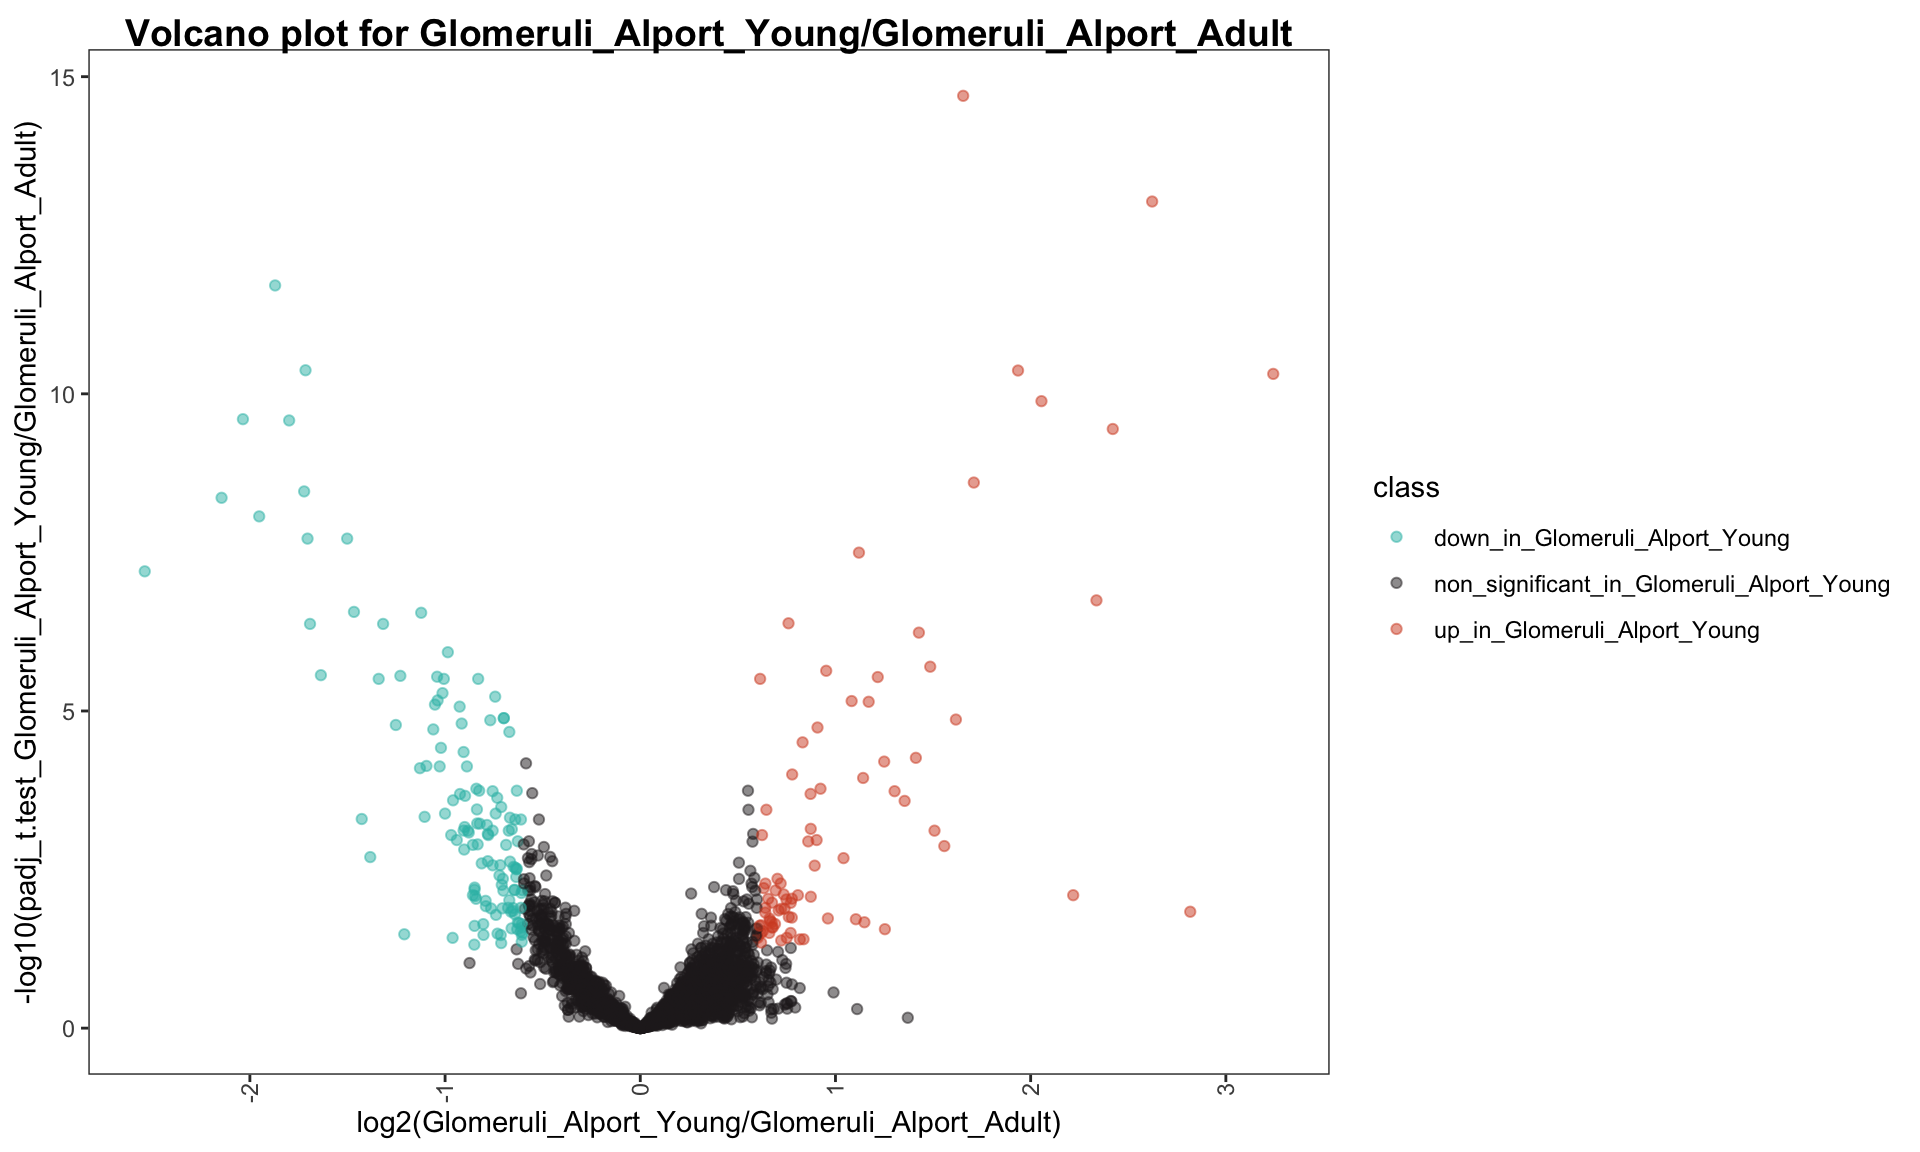 Volcano plot for Glomeruli_Alport_Young/Glomeruli_Alport_Adult
-log10(padj_t.test_Glomeruli_Alport_Young/Glomeruli_Alport_Adult)
15
10
5
0
-2
-1
0
1
2
3
log2(Glomeruli_Alport_Young/Glomeruli_Alport_Adult)
class
down_in_Glomeruli_Alport_Young
non_significant_in_Glomeruli_Alport_Young
up_in_Glomeruli_Alport_Young